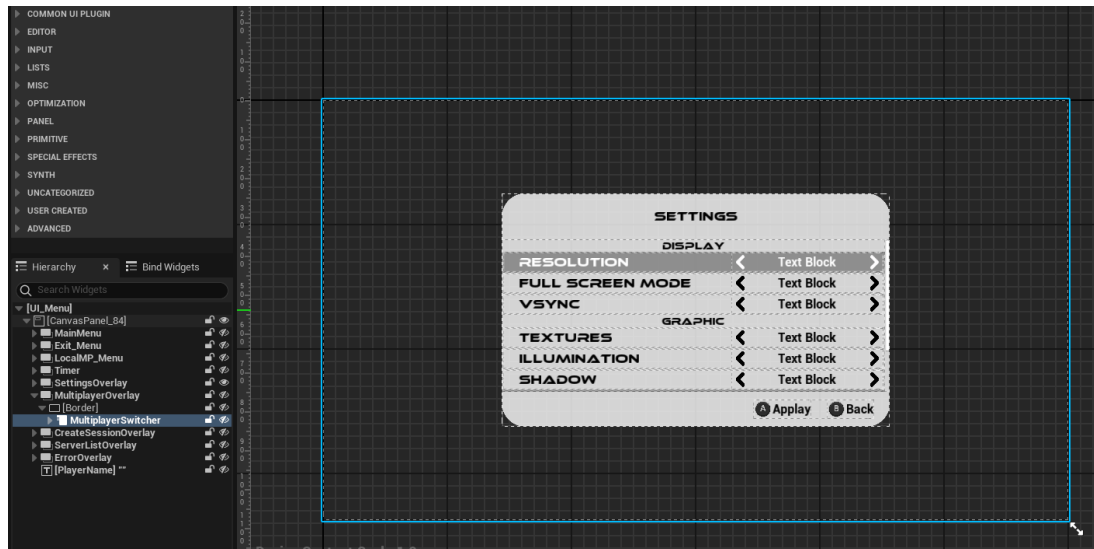 COMMON UI PLUGIN
EDITOR
INPUT
LISTS
MISC
OPTIMIZATION
PANEL
PRIMITIVE
SPECIAL EFFECTS
SYNTH
UNCATEGORIZED
USER CREATED
ADVANCED
Hierarchy × Bind Widgets
Search Widgets
[UI_Menu]
[CanvasPanel_84]
MainMenu
Exit_Menu
LocalMP_Menu
Timer
SettingsOverlay
MultiplayerOverlay
[Border]
MultiplayerSwitcher
CreateSessionOverlay
ServerListOverlay
ErrorOverlay
[PlayerName] ""
SETTINGS
DISPLAY
RESOLUTION Text Block
FULL SCREEN MODE Text Block
VSYNC Text Block
GRAPHIC
TEXTURES Text Block
ILLUMINATION Text Block
SHADOW Text Block
A Applay B Back